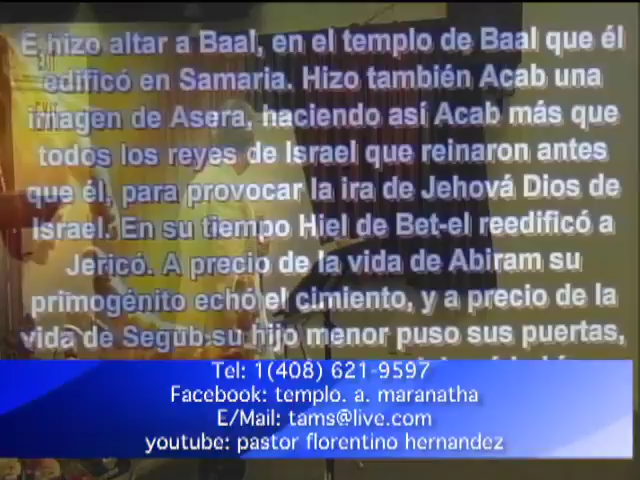 E hizo altar a Baal, en el templo de Baal que él
edificó en Samaria. Hizo también Acab una
imagen de Asera, haciendo así Acab más que
todos los reyes de Israel que reinaron antes
que él, para provocar la ira de Jehová Dios de
Israel. En su tiempo Hiel de Bet-el reedificó a
Jericó. A precio de la vida de Abiram su
primogénito echó el cimiento, y a precio de la
vida de Segub su hijo menor puso sus puertas,
Tel: 1(408) 621-9597
Facebook: templo. a. maranatha
E/Mail: tams@live.com
youtube: pastor florentino hernandez
EXIT